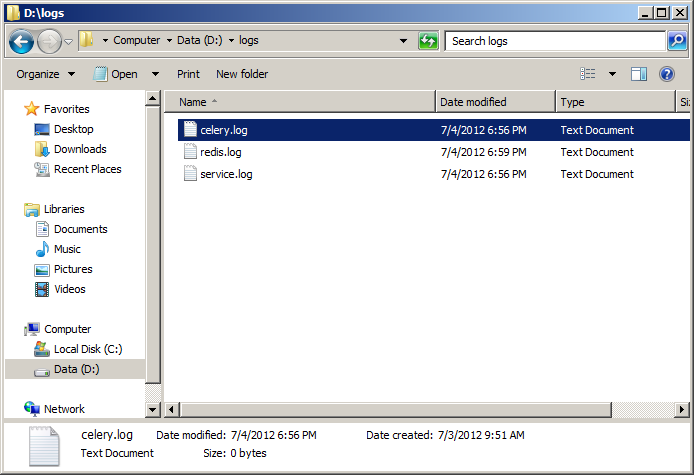 D:\logs
Computer Data (D:) logs
Search logs
Organize Open Print New folder
Name Date modified Type Si
celery.log 7/4/2012 6:56 PM Text Document
redis.log 7/4/2012 6:59 PM Text Document
service.log 7/4/2012 6:56 PM Text Document
Favorites
Desktop
Downloads
Recent Places
Libraries
Documents
Music
Pictures
Videos
Computer
Local Disk (C:)
Data (D:)
Network
celery.log Date modified: 7/4/2012 6:56 PM Date created: 7/3/2012 9:51 AM
Text Document Size: 0 bytes